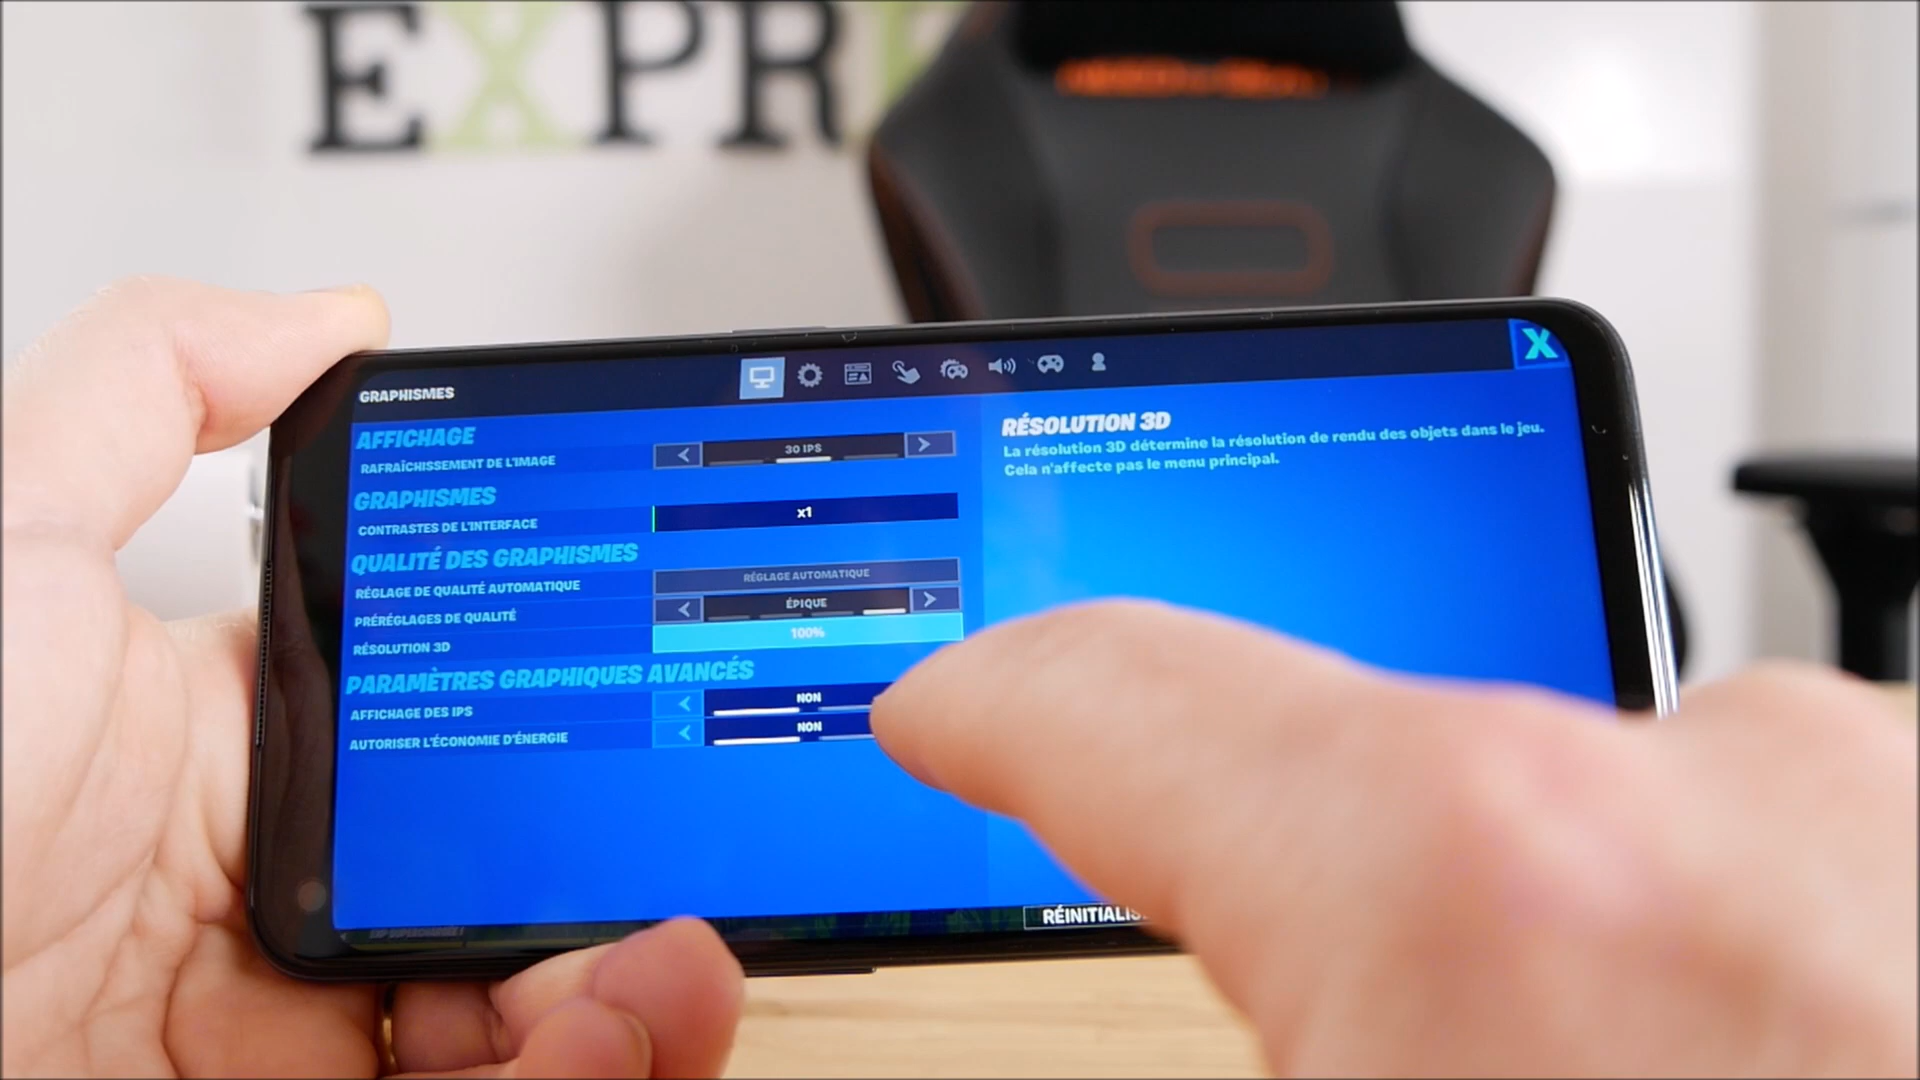 EXPR
GRAPHISMES
X
AFFICHAGE
RAFRAÎCHISSEMENT DE L'IMAGE
30 IPS
GRAPHISMES
CONTRASTES DE L'INTERFACE
x1
QUALITÉ DES GRAPHISMES
RÉGLAGE DE QUALITÉ AUTOMATIQUE
RÉGLAGE AUTOMATIQUE
PRÉRÉGLAGES DE QUALITÉ
ÉPIQUE
RÉSOLUTION 3D
100%
PARAMÈTRES GRAPHIQUES AVANCÉS
AFFICHAGE DES IPS
NON
AUTORISER L'ÉCONOMIE D'ÉNERGIE
NON
RÉSOLUTION 3D
La résolution 3D détermine la résolution de rendu des objets dans le jeu.
Cela n'affecte pas le menu principal.
RÉINITIALIS